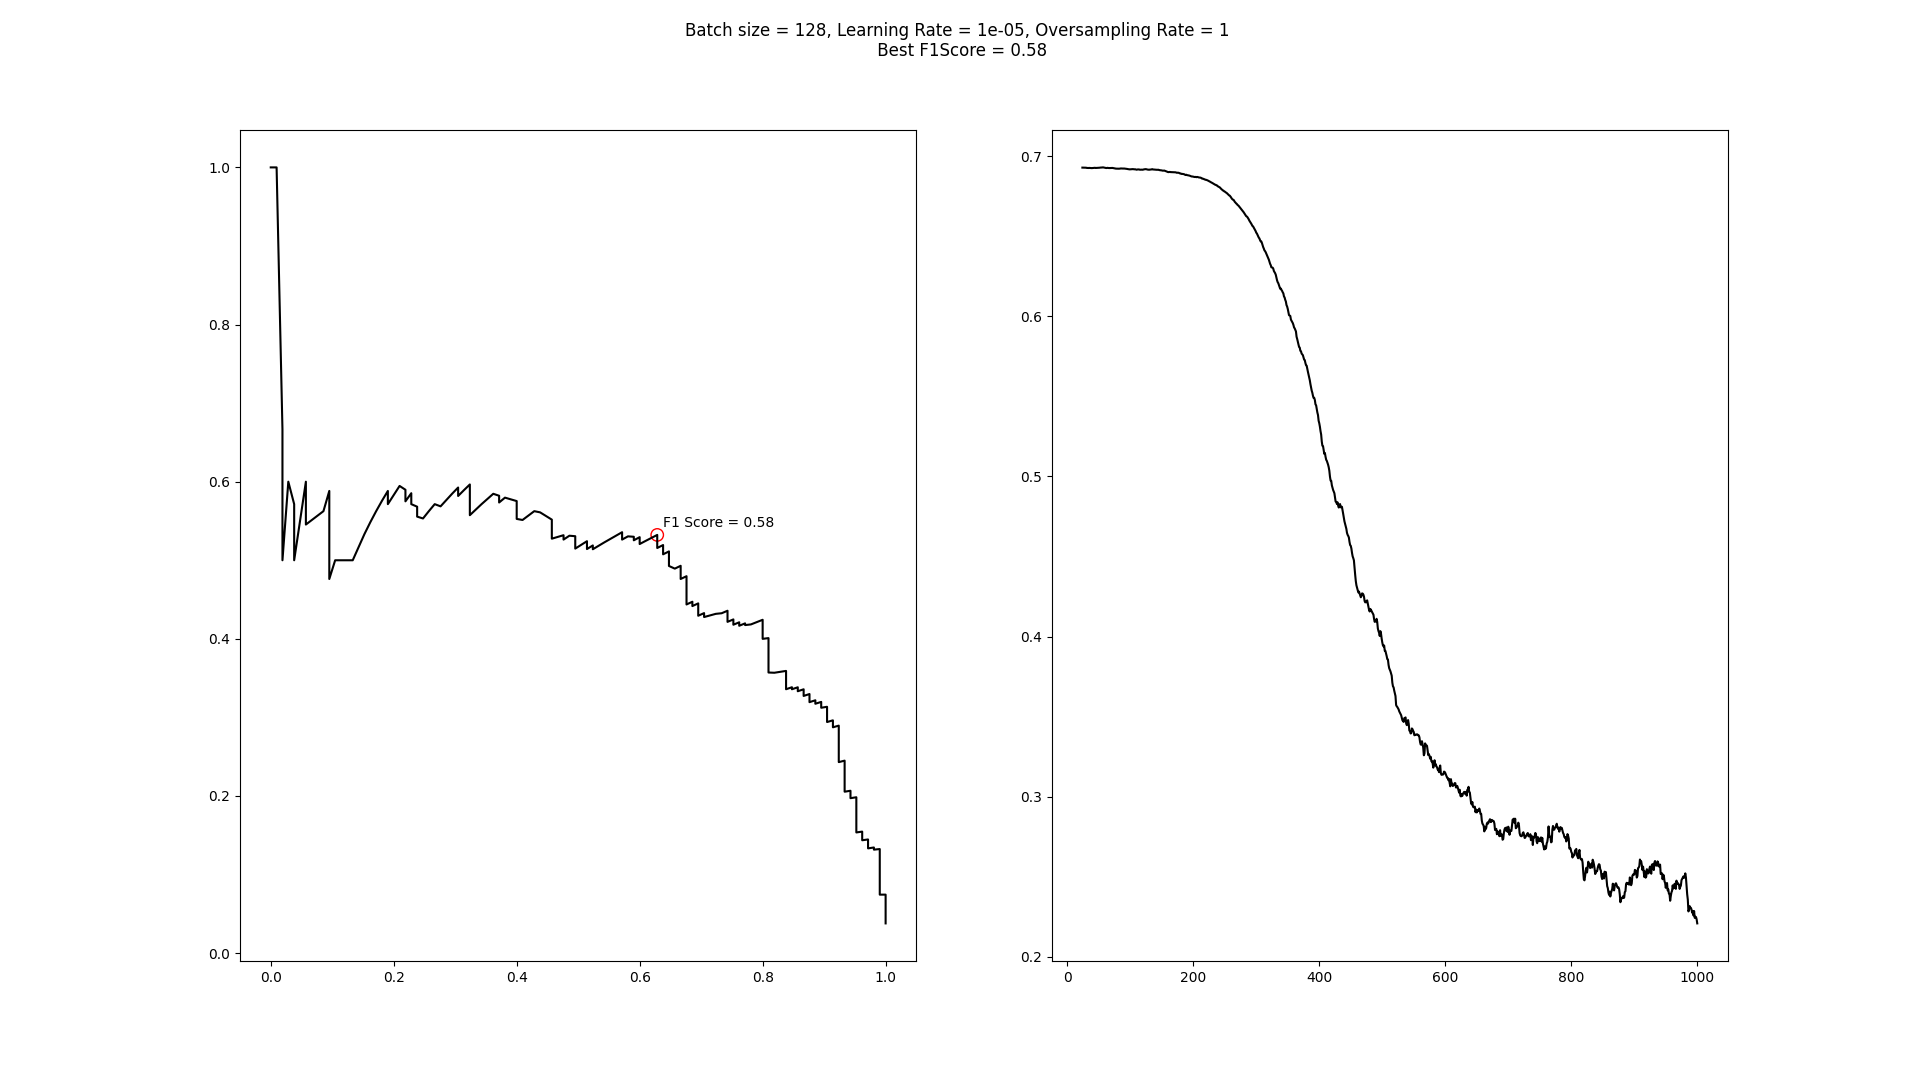 Batch size = 128, Learning Rate = 1e-05, Oversampling Rate = 1
Best F1Score = 0.58
1.0
0.8
0.6
0.4
0.2
0.0
F1 Score = 0.58
0.0 0.2 0.4 0.6 0.8 1.0
0.7
0.6
0.5
0.4
0.3
0.2
0 200 400 600 800 1000